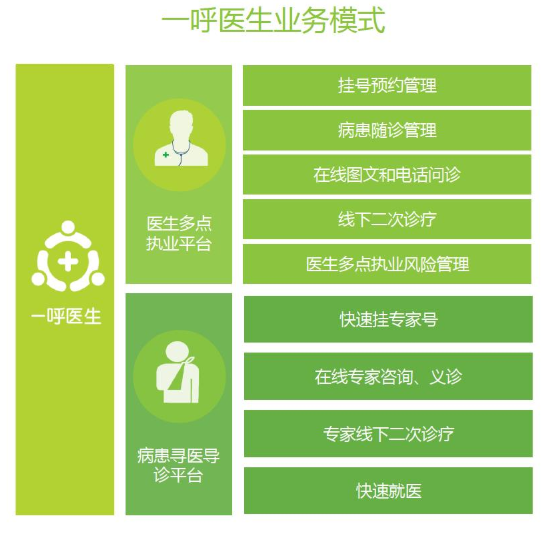 一呼医生业务模式
一呼医生
医生多点
执业平台
挂号预约管理
病患随诊管理
在线图文和电话问诊
线下二次诊疗
医生多点执业风险管理
病患寻医导
诊平台
快速挂专家号
在线专家咨询、义诊
专家线下二次诊疗
快速就医